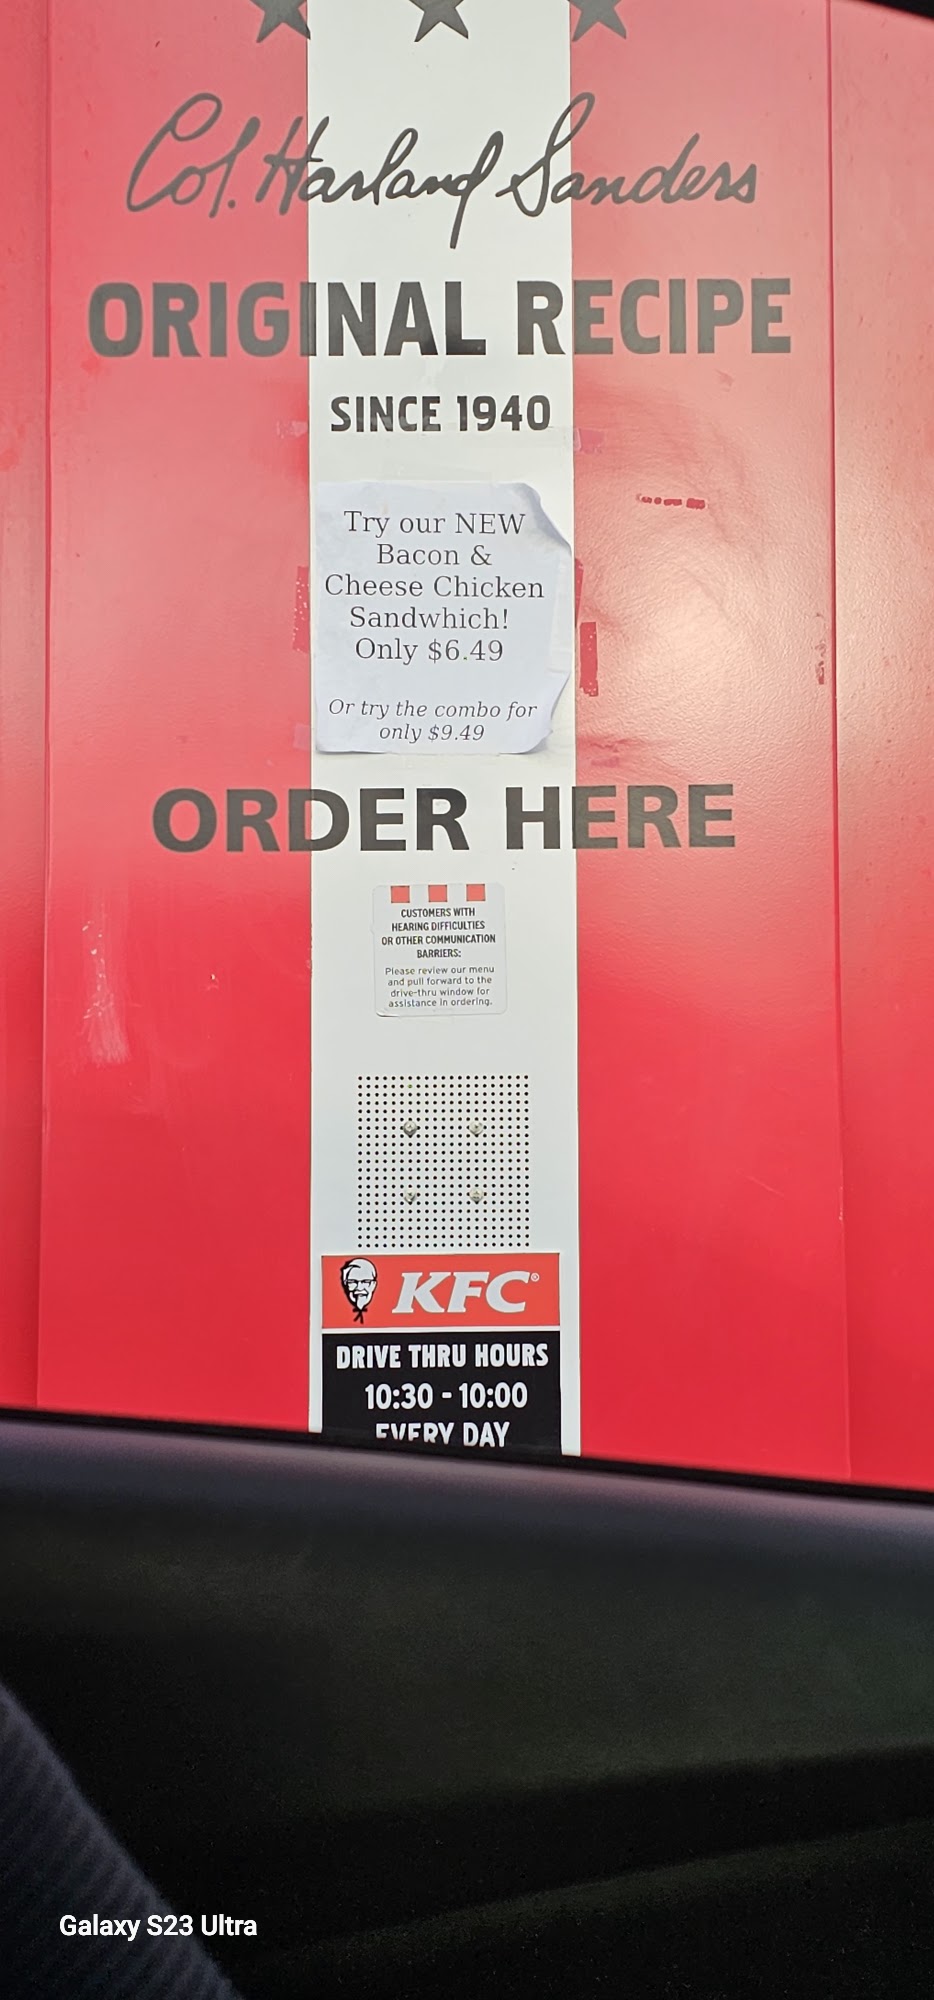 Col. Harland Sanders
ORIGINAL RECIPE
SINCE 1940
Try our NEW
Bacon &
Cheese Chicken
Sandwhich!
Only $6.49
Or try the combo for
only $9.49
ORDER HERE
CUSTOMERS WITH
HEARING DIFFICULTIES
OR OTHER COMMUNICATION
BARRIERS:
Please review our menu
and pull forward to the
drive-thru window for
assistance in ordering.
KFC®
DRIVE THRU HOURS
10:30 - 10:00
EVERY DAY
Galaxy S23 Ultra